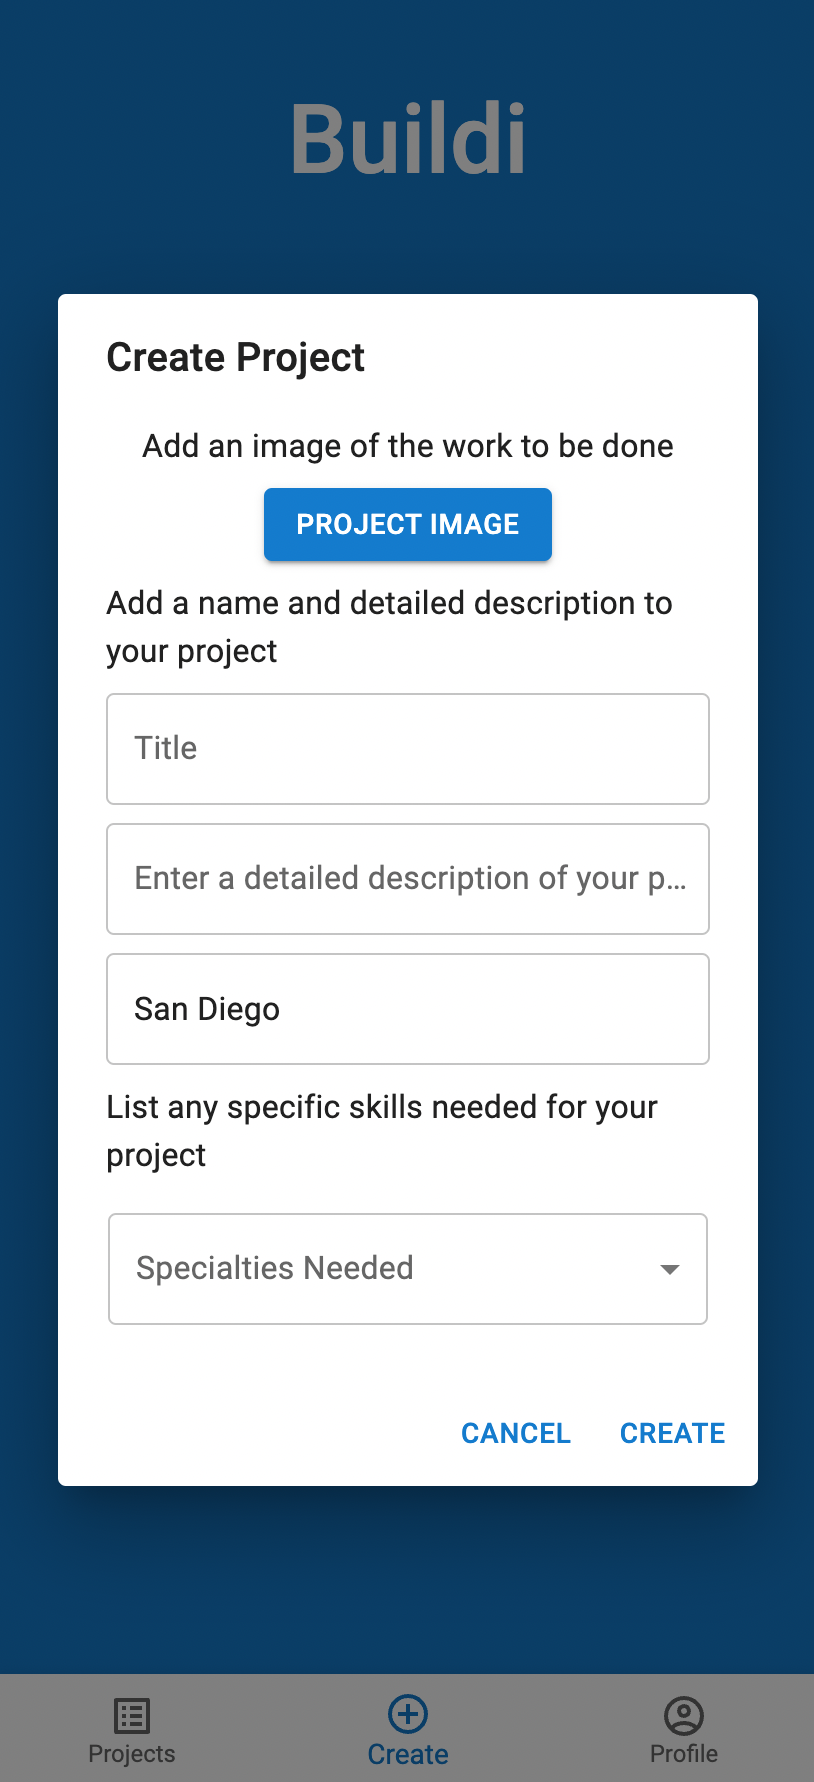 Buildi
Create Project
Add an image of the work to be done
PROJECT IMAGE
Add a name and detailed description to
your project
Title
Enter a detailed description of your p...
San Diego
List any specific skills needed for your
project
Specialties Needed
CANCEL CREATE
Projects Create Profile